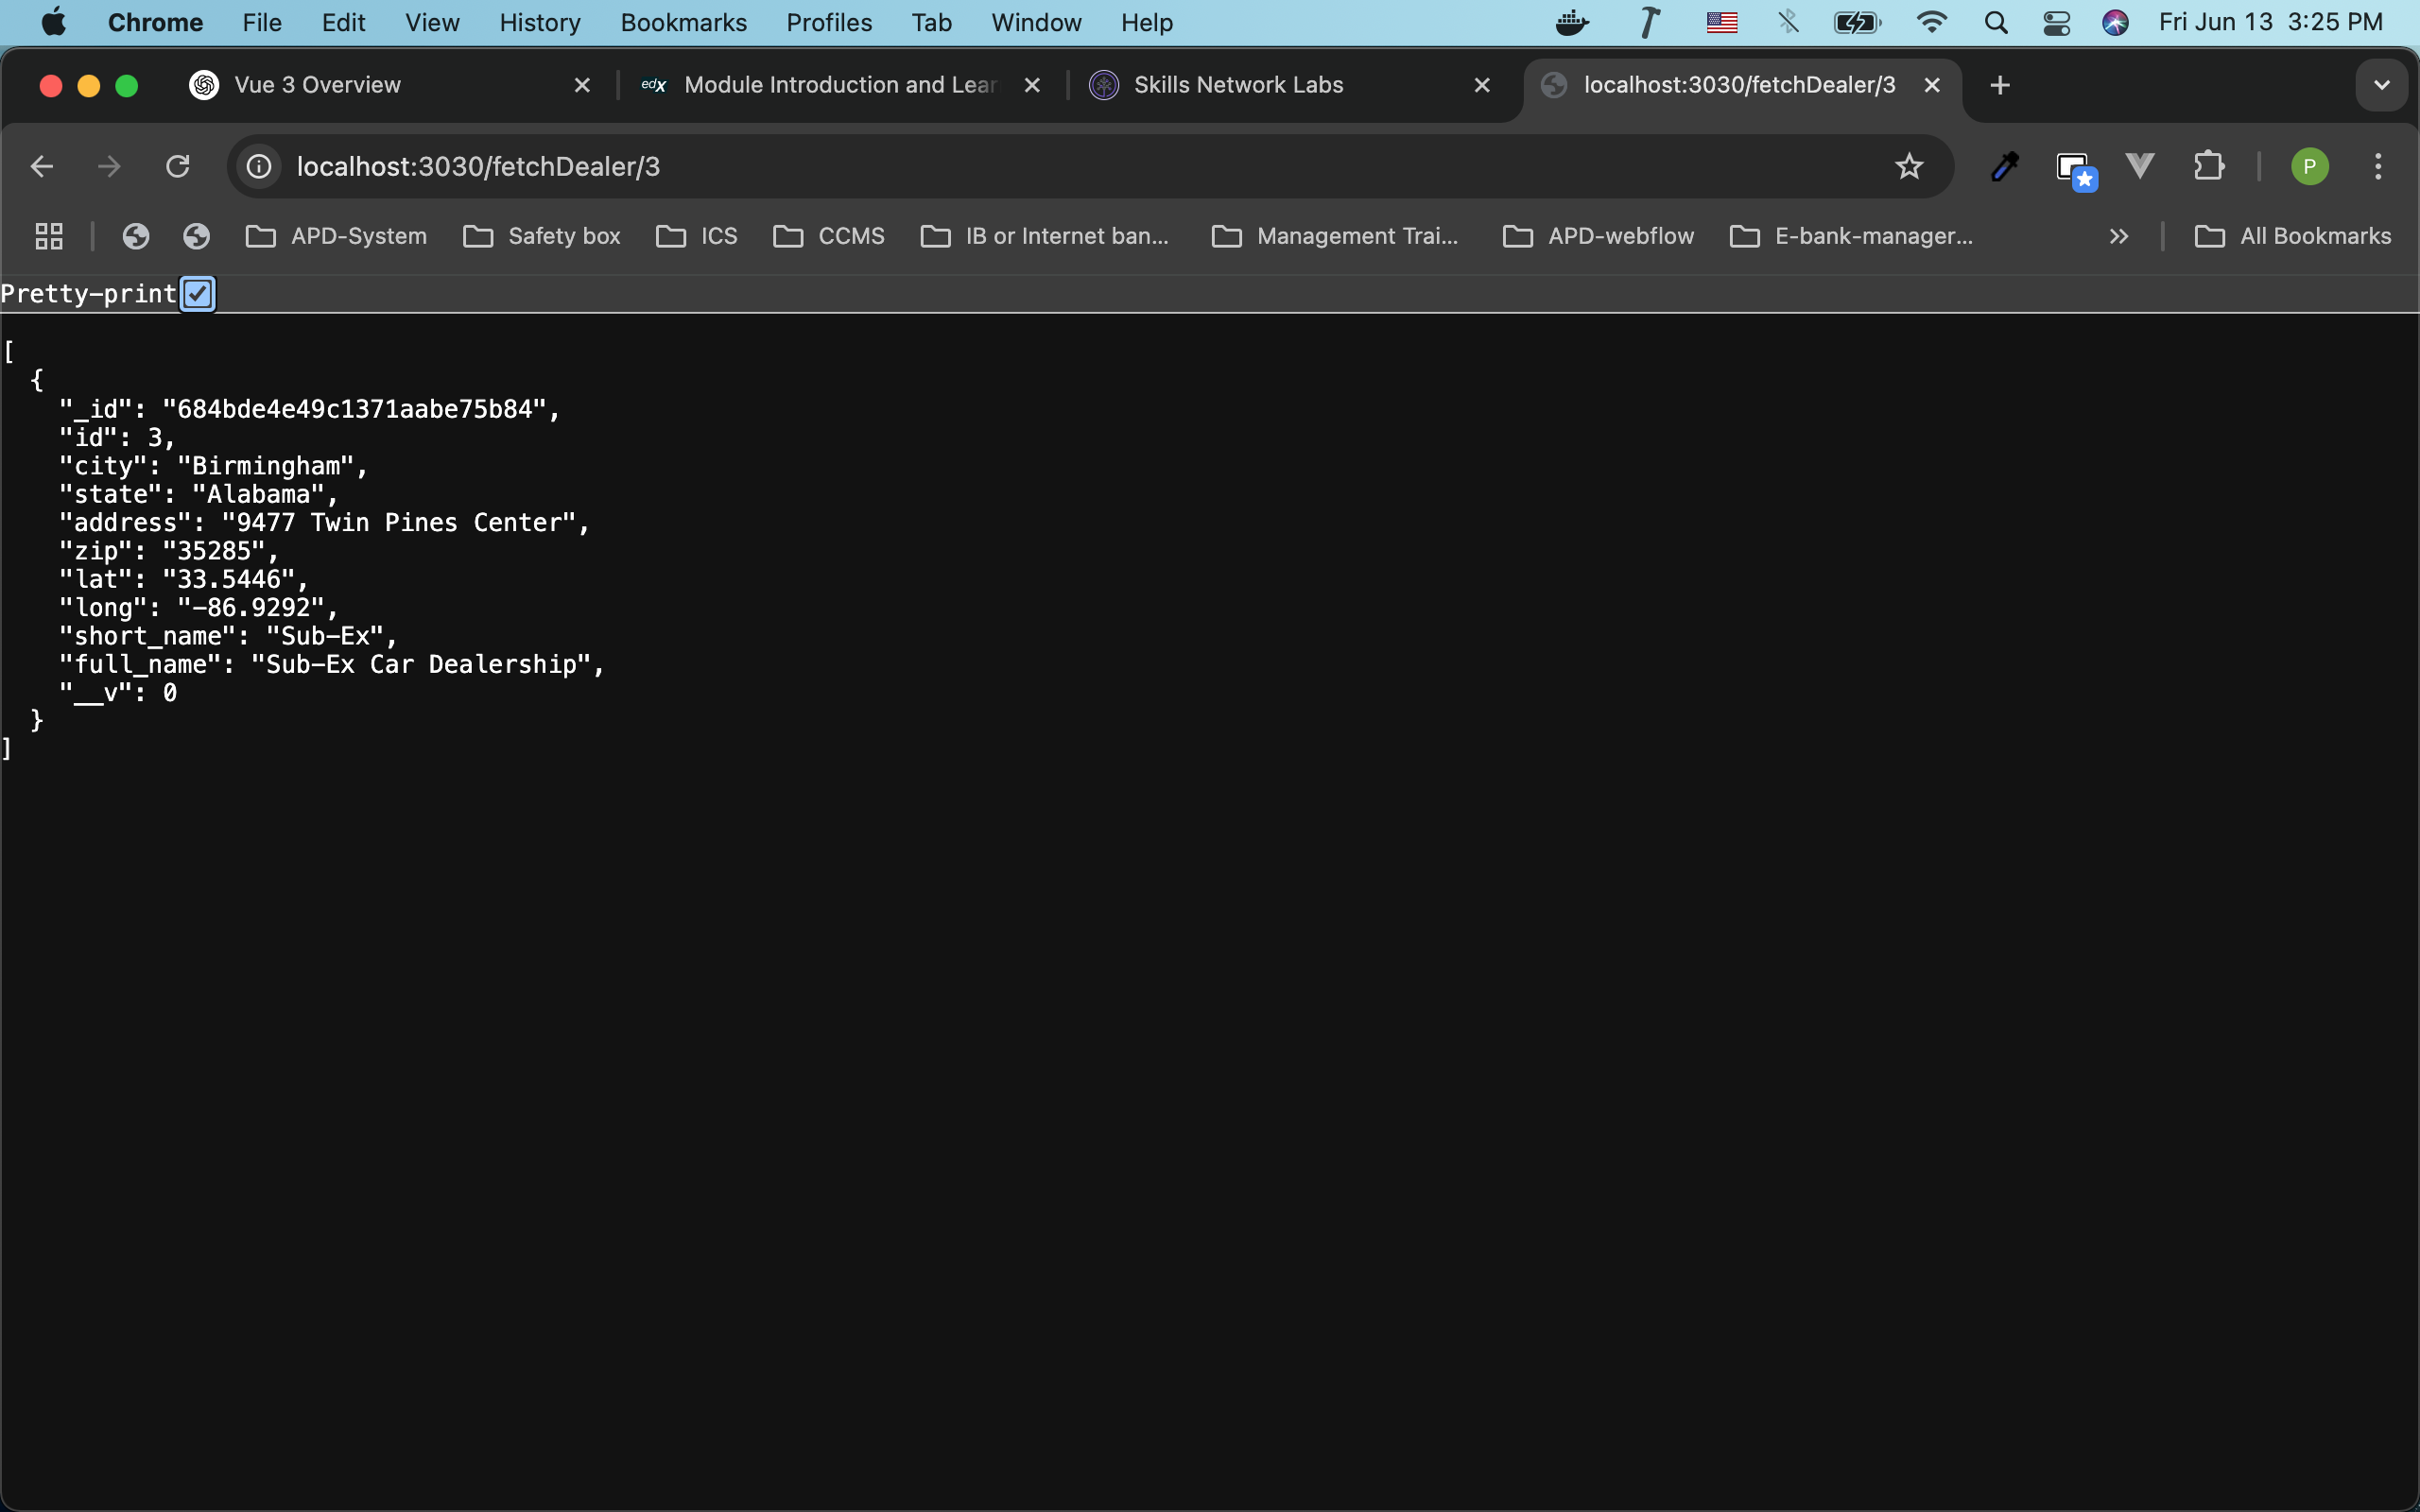 Chrome File Edit View History Bookmarks Profiles Tab Window Help Fri Jun 13 3:25 PM
Vue 3 Overview edX Module Introduction and Lear Skills Network Labs localhost:3030/fetchDealer/3
localhost:3030/fetchDealer/3 P
APD-System Safety box ICS CCMS IB or Internet ban... Management Trai... APD-webflow E-bank-manager... All Bookmarks
Pretty-print
[
  {
    "_id": "684bde4e49c1371aabe75b84",
    "id": 3,
    "city": "Birmingham",
    "state": "Alabama",
    "address": "9477 Twin Pines Center",
    "zip": "35285",
    "lat": "33.5446",
    "long": "-86.9292",
    "short_name": "Sub-Ex",
    "full_name": "Sub-Ex Car Dealership",
    "__v": 0
  }
]